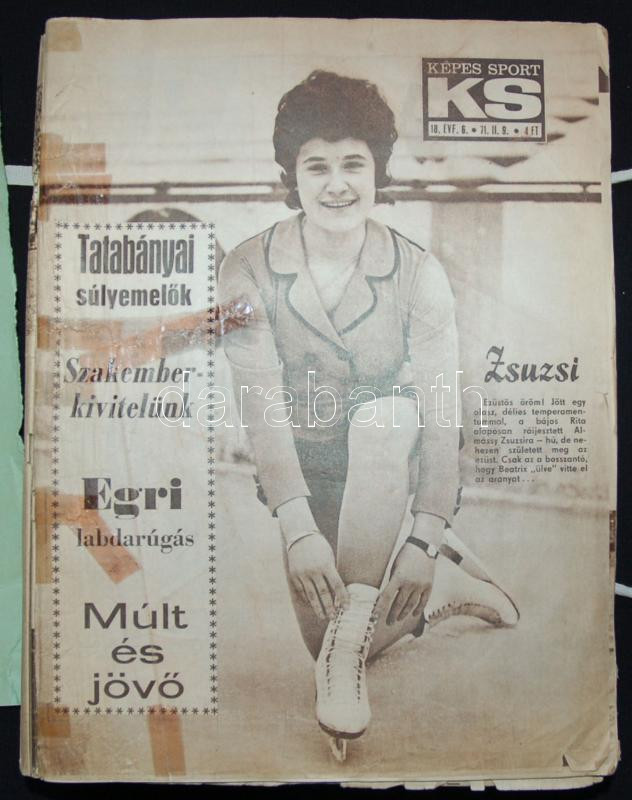 KÉPES SPORT
KS
18. ÉVF. 6. • 71. II. 9. • 4 FT
Tatabányai
súlyemelők
Szakember-
kivitelünk
Egri
labdarúgás
Múlt
és
jövő
Zsuzsi
Ezüstös öröm! Jött egy
olasz, délies temperamen-
tummal, a bájos Rita
alaposan ráijesztett Al-
mássy Zsuzsira – hú, de ne-
hezen született meg az
ezüst. Csak az a bosszantó,
hogy Beatrix „ülve” vitte el
az aranyat . . .
darabanth